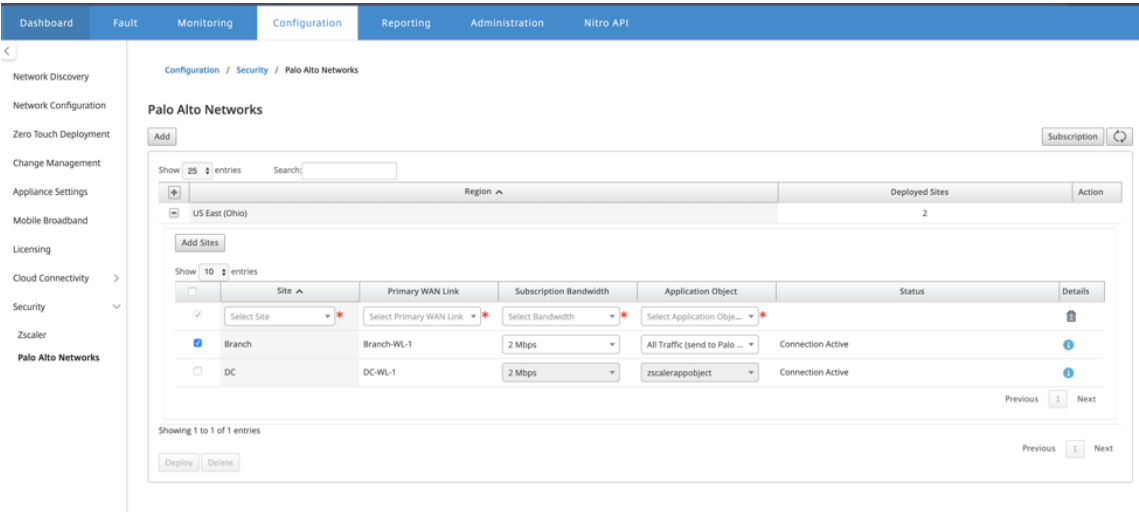 Dashboard Fault Monitoring Configuration Reporting Administration Nitro API
Network Discovery
Network Configuration
Zero Touch Deployment
Change Management
Appliance Settings
Mobile Broadband
Licensing
Cloud Connectivity
Security
Zscaler
Palo Alto Networks
Configuration / Security / Palo Alto Networks
Palo Alto Networks
Add Subscription
Show 25 entries Search:
Region Deployed Sites Action
US East (Ohio) 2
Add Sites
Show 10 entries
Site Primary WAN Link Subscription Bandwidth Application Object Status Details
Select Site * Select Primary WAN Link * Select Bandwidth * Select Application Obje... *
Branch Branch-WL-1 2 Mbps All Traffic (send to Palo ... Connection Active
DC DC-WL-1 2 Mbps zscalerappobject Connection Active
Previous 1 Next
Showing 1 to 1 of 1 entries
Previous 1 Next
Deploy Delete